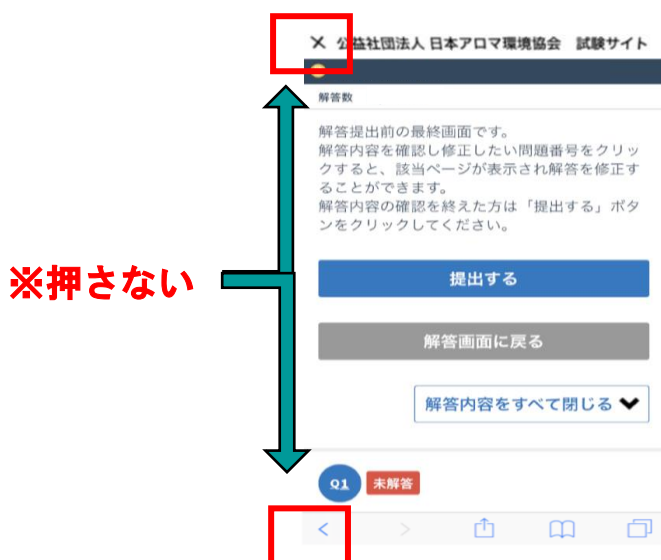 × 公益社団法人 日本アロマ環境協会 試験サイト
解答数
解答提出前の最終画面です。
解答内容を確認し修正したい問題番号をクリッ
クすると、該当ページが表示され解答を修正す
ることができます。
解答内容の確認を終えた方は「提出する」ボタ
ンをクリックしてください。
※押さない
提出する
解答画面に戻る
解答内容をすべて閉じる
Q1 未解答